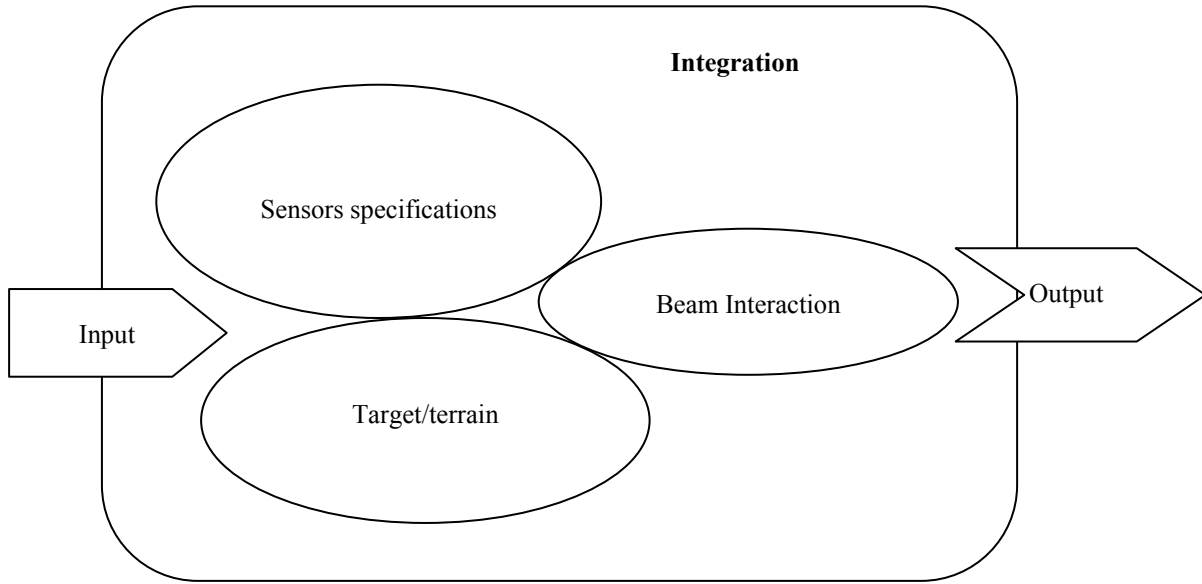 Integration
Sensors specifications
Beam Interaction
Output
Input
Target/terrain